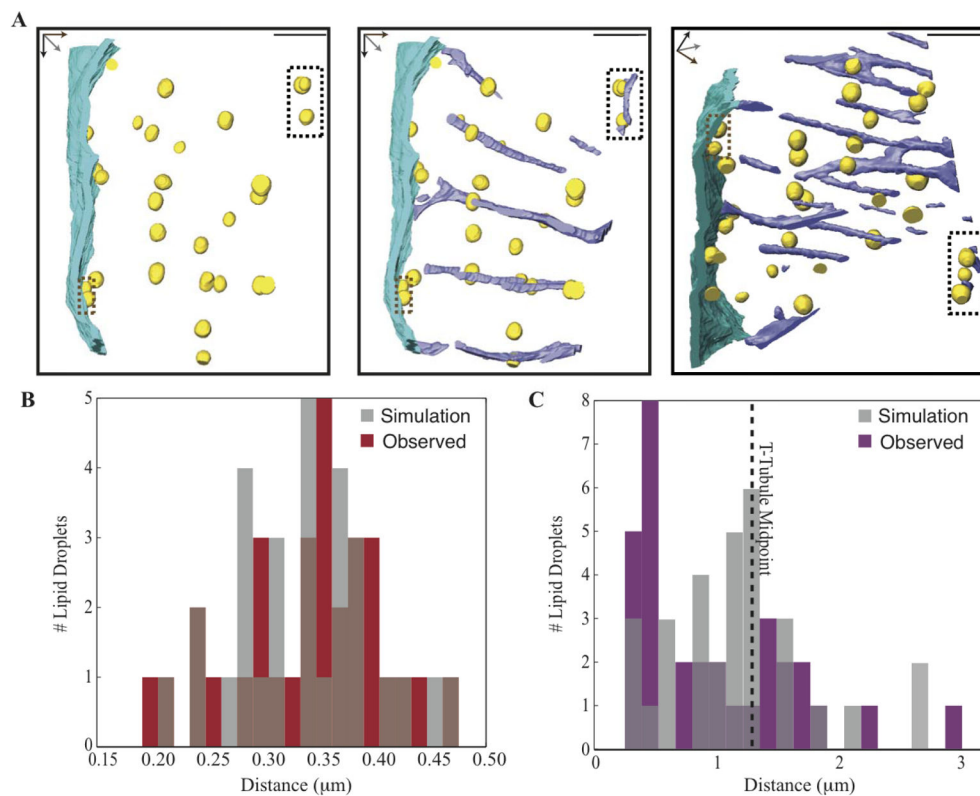 A
B
5
4
3
2
1
0
# Lipid Droplets
Simulation
Observed
0.15
0.20
0.25
0.30
0.35
0.40
0.45
0.50
Distance (μm)
C
8
7
6
5
4
3
2
1
0
# Lipid Droplets
Simulation
Observed
T-Tubule Midpoint
0
1
2
3
Distance (μm)